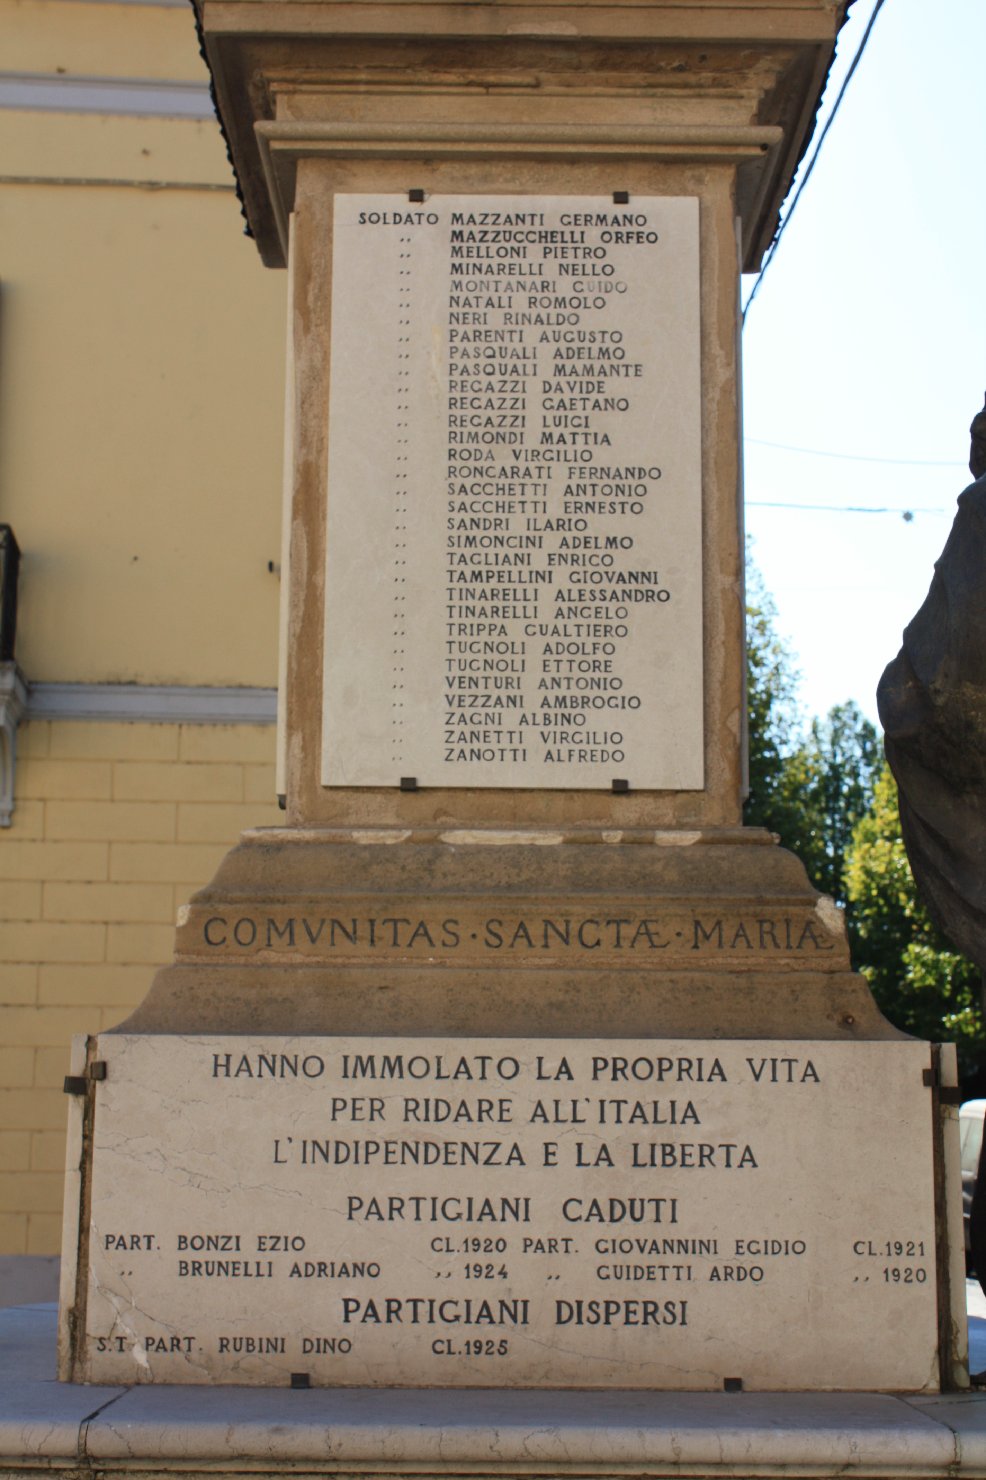 SOLDATO MAZZANTI GERMANO
〃 MAZZUCCHELLI ORFEO
〃 MELLONI PIETRO
〃 MINARELLI NELLO
〃 MONTANARI GUIDO
〃 NATALI ROMOLO
〃 NERI RINALDO
〃 PARENTI AUGUSTO
〃 PASQUALI ADELMO
〃 PASQUALI MAMANTE
〃 REGAZZI DAVIDE
〃 REGAZZI GAETANO
〃 REGAZZI LUIGI
〃 RIMONDI MATTIA
〃 RODA VIRGILIO
〃 RONCARATI FERNANDO
〃 SACCHETTI ANTONIO
〃 SACCHETTI ERNESTO
〃 SANDRI ILARIO
〃 SIMONCINI ADELMO
〃 TAGLIANI ENRICO
〃 TAMPELLINI GIOVANNI
〃 TINARELLI ALESSANDRO
〃 TINARELLI ANGELO
〃 TRIPPA GUALTIERO
〃 TUGNOLI ADOLFO
〃 TUGNOLI ETTORE
〃 VENTURI ANTONIO
〃 VEZZANI AMBROGIO
〃 ZAGNI ALBINO
〃 ZANETTI VIRGILIO
〃 ZANOTTI ALFREDO
COMVNITAS·SANCTÆ·MARIÆ
HANNO IMMOLATO LA PROPRIA VITA
PER RIDARE ALL'ITALIA
L'INDIPENDENZA E LA LIBERTA
PARTIGIANI CADUTI
PART. BONZI EZIO CL.1920 PART. GIOVANNINI EGIDIO CL.1921
〃 BRUNELLI ADRIANO 〃 1924 〃 GUIDETTI ARDO 〃 1920
PARTIGIANI DISPERSI
S.T PART. RUBINI DINO CL.1925